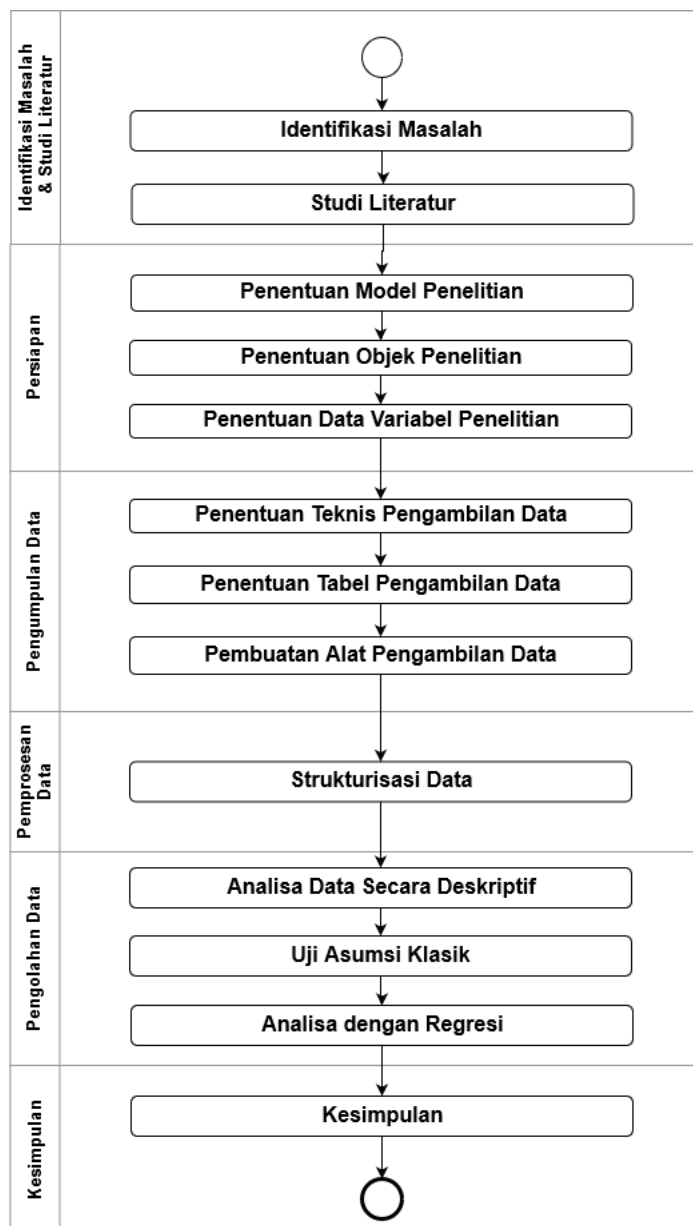 Identifikasi Masalah
& Studi Literatur
Identifikasi Masalah
Studi Literatur
Persiapan
Penentuan Model Penelitian
Penentuan Objek Penelitian
Penentuan Data Variabel Penelitian
Pengumpulan Data
Penentuan Teknis Pengambilan Data
Penentuan Tabel Pengambilan Data
Pembuatan Alat Pengambilan Data
Pemprosesan
Data
Strukturisasi Data
Pengolahan Data
Analisa Data Secara Deskriptif
Uji Asumsi Klasik
Analisa dengan Regresi
Kesimpulan
Kesimpulan